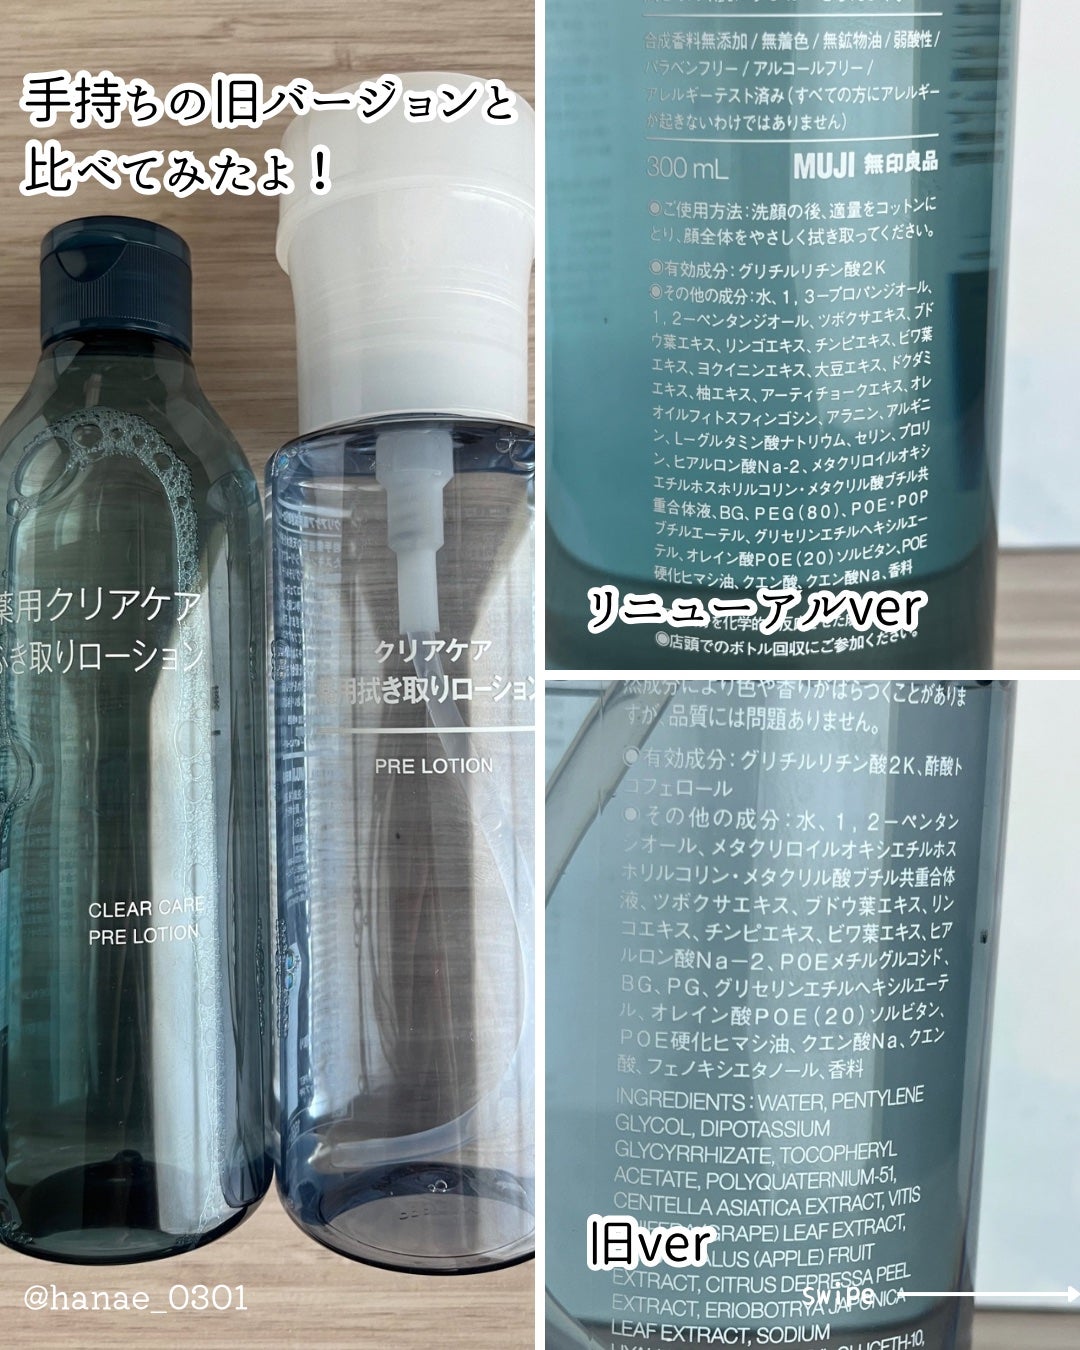 手持ちの旧バージョンと
比べてみたよ！
薬用クリアケア
拭き取りローション
CLEAR CARE
PRE LOTION
クリアケア
薬用拭き取りローション
PRE LOTION
@hanae_0301
合成香料無添加/無着色/無鉱物油/弱酸性/
パラベンフリー/アルコールフリー/
アレルギーテスト済み(すべての方にアレルギー
が起きないわけではありません)
300 mL MUJI 無印良品
◉ご使用方法:洗顔の後、適量をコットンに
とり、顔全体をやさしく拭き取ってください。
◉有効成分:グリチルリチン酸2K
◉その他の成分:水、1,3−プロパンジオール、
1,2−ペンタンジオール、ツボクサエキス、ブド
ウ葉エキス、リンゴエキス、チンピエキス、ビワ葉
エキス、ヨクイニンエキス、大豆エキス、ドクダミ
エキス、柚エキス、アーティチョークエキス、オレ
オイルフィトスフィンゴシン、アラニン、アルギニ
ン、L−グルタミン酸ナトリウム、セリン、プロリ
ン、ヒアルロン酸Na-2、メタクリロイルオキシ
エチルホスホリルコリン・メタクリル酸ブチル共
重合体液、BG、PEG(80)、POE・POP
ブチルエーテル、グリセリンエチルヘキシルエー
テル、オレイン酸POE(20)ソルビタン、POE
硬化ヒマシ油、クエン酸、クエン酸Na、香料
リニューアルver
◉店頭でのボトル回収にご参加ください。
然成分により色や香りがばらつくことがありま
すが、品質には問題ありません。
◉有効成分:グリチルリチン酸2K、酢酸ト
コフェロール
◉その他の成分:水、1,2−ペンタン
ジオール、メタクリロイルオキシエチルホス
ホリルコリン・メタクリル酸ブチル共重合体
液、ツボクサエキス、ブドウ葉エキス、リン
ゴエキス、チンピエキス、ビワ葉エキス、ヒア
ルロン酸Na−2、POEメチルグルコシド、
BG、PG、グリセリンエチルヘキシルエーテ
ル、オレイン酸POE(20)ソルビタン、
POE硬化ヒマシ油、クエン酸Na、クエン
酸、フェノキシエタノール、香料
INGREDIENTS:WATER, PENTYLENE
GLYCOL, DIPOTASSIUM
GLYCYRRHIZATE, TOCOPHERYL
ACETATE, POLYQUATERNIUM-51,
CENTELLA ASIATICA EXTRACT, VITIS
(GRAPE) LEAF EXTRACT,
旧ver
(APPLE) FRUIT
EXTRACT, CITRUS DEPRESSA PEEL
EXTRACT, ERIOBOTRYA JAPONICA
swipe
LEAF EXTRACT, SODIUM